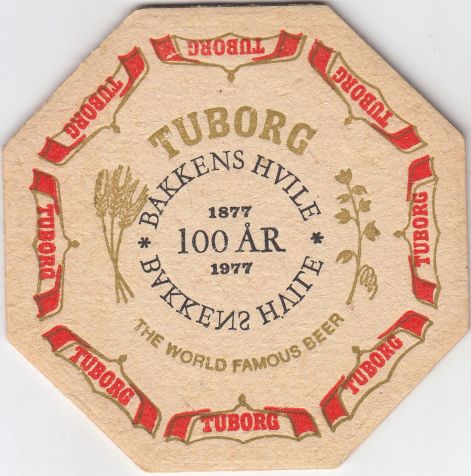 TUBORG
TUBORG
TUBORG
TUBORG
TUBORG
TUBORG
TUBORG
TUBORG
TUBORG
BAKKENS HVILE
1877
100 ÅR
1977
* BAKKENS HVILE *
THE WORLD FAMOUS BEER